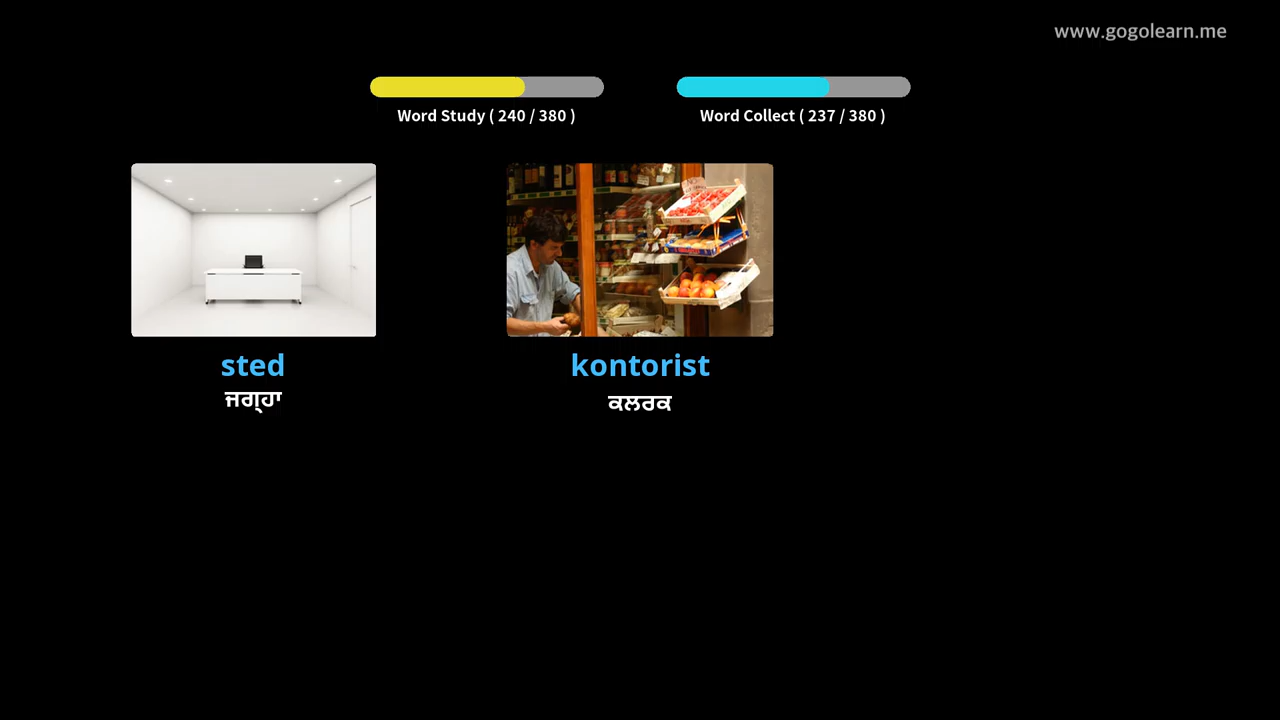 www.gogolearn.me
Word Study ( 240 / 380 )
Word Collect ( 237 / 380 )
sted
ਜਗ੍ਹਾ
kontorist
ਕਲਰਕ